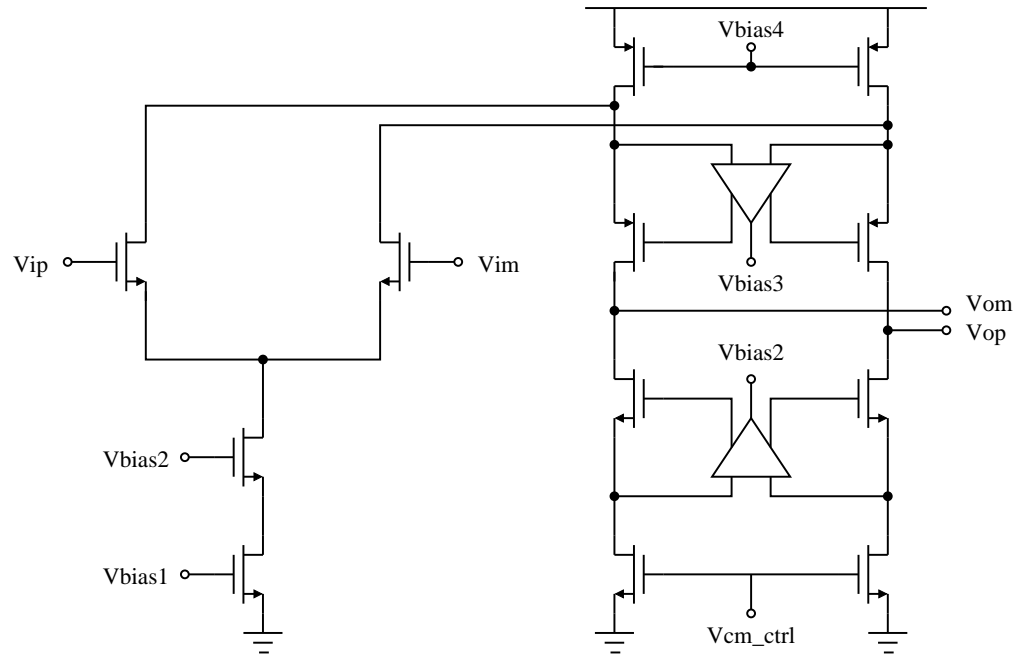 Vbias4
Vip
Vim
Vbias3
Vom
Vop
Vbias2
Vbias2
Vbias1
Vcm_ctrl